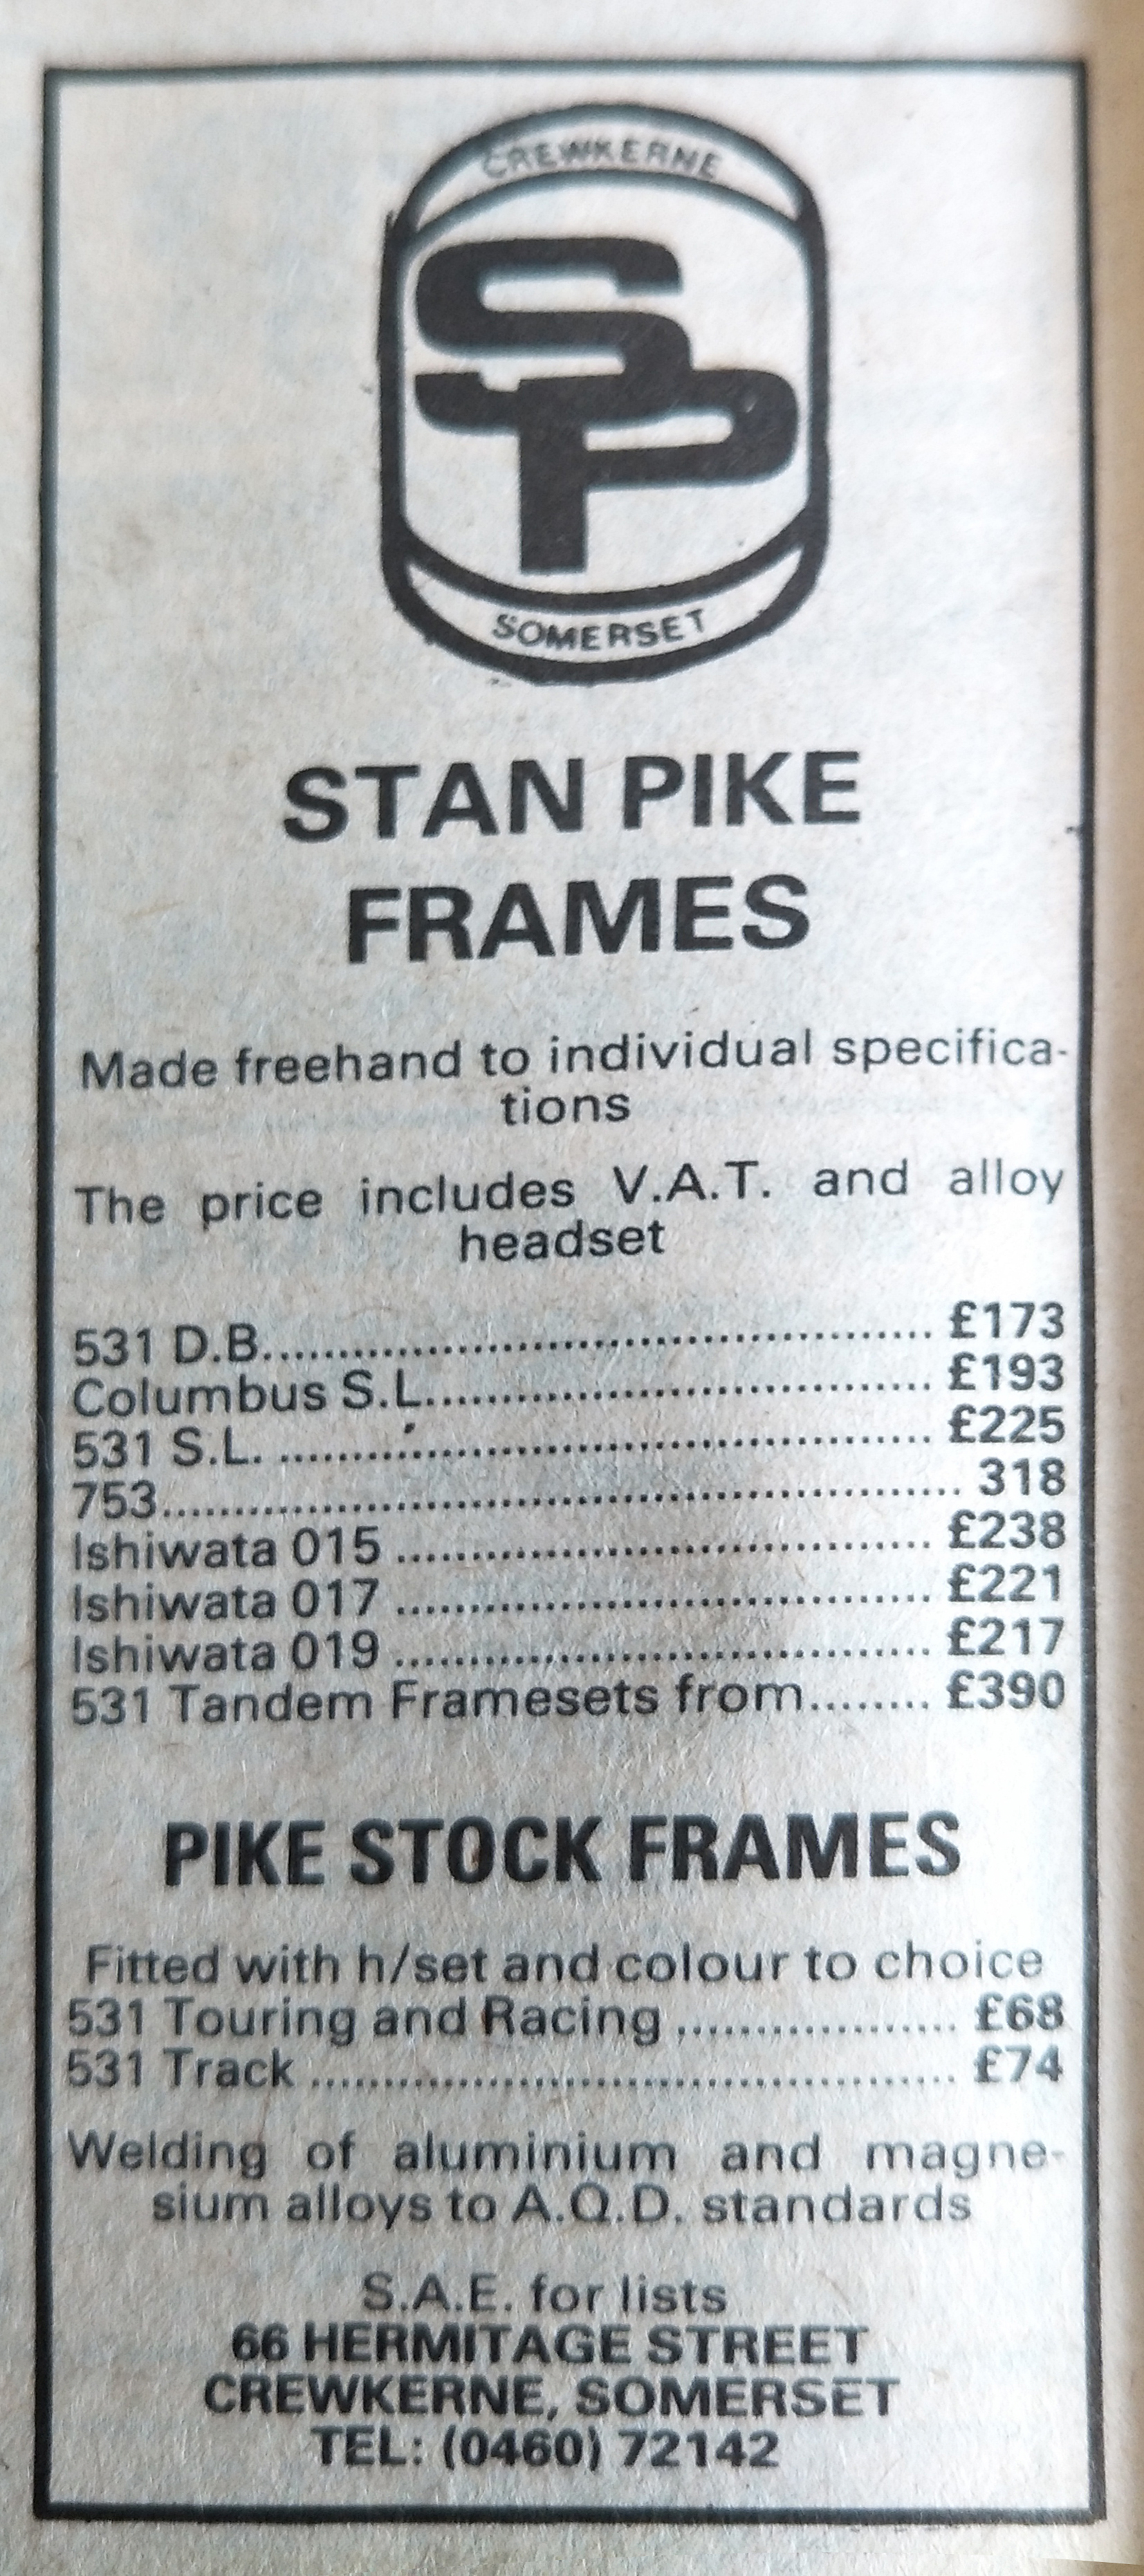 CREWKERNE
SP
SOMERSET
STAN PIKE
FRAMES
Made freehand to individual specifica-
tions
The price includes V.A.T. and alloy
headset
531 D.B. £173
Columbus S.L. £193
531 S.L. £225
753 318
Ishiwata 015 £238
Ishiwata 017 £221
Ishiwata 019 £217
531 Tandem Framesets from £390
PIKE STOCK FRAMES
Fitted with h/set and colour to choice
531 Touring and Racing £68
531 Track £74
Welding of aluminium and magne-
sium alloys to A.Q.D. standards
S.A.E. for lists
66 HERMITAGE STREET
CREWKERNE, SOMERSET
TEL: (0460) 72142